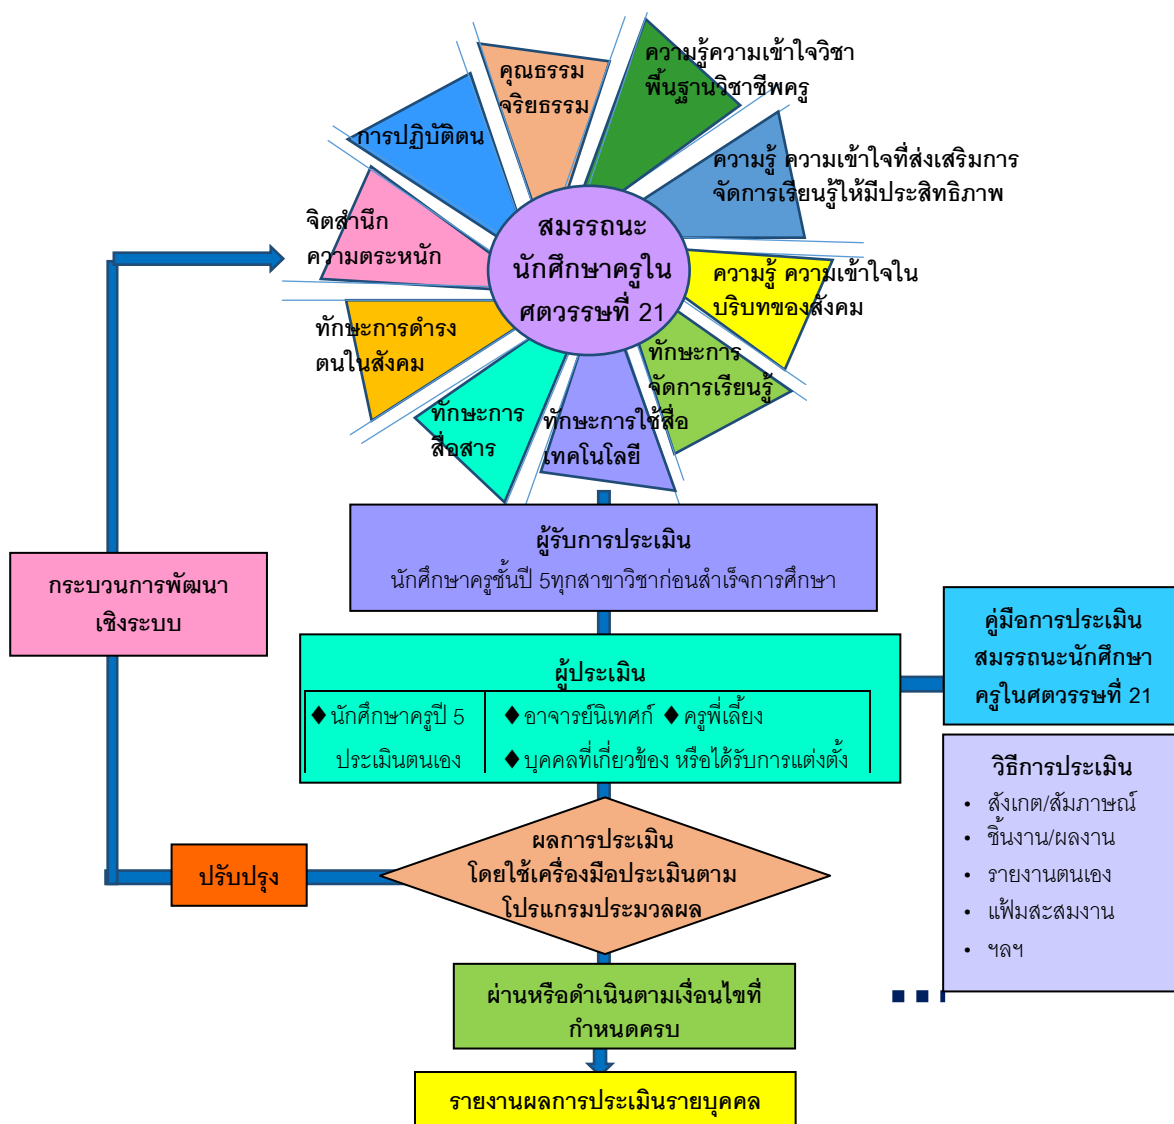 คุณธรรม
จริยธรรม
ความรู้ความเข้าใจวิชา
พื้นฐานวิชาชีพครู
การปฏิบัติตน
ความรู้ ความเข้าใจที่ส่งเสริมการ
จัดการเรียนรู้ให้มีประสิทธิภาพ
จิตสำนึก
ความตระหนัก
สมรรถนะ
นักศึกษาครูใน
ศตวรรษที่ 21
ความรู้ ความเข้าใจใน
บริบทของสังคม
ทักษะการดำรง
ตนในสังคม
ทักษะการ
จัดการเรียนรู้
ทักษะการ
สื่อสาร
ทักษะการใช้สื่อ
เทคโนโลยี
ผู้รับการประเมิน
นักศึกษาครูชั้นปี 5ทุกสาขาวิชาก่อนสำเร็จการศึกษา
กระบวนการพัฒนา
เชิงระบบ
ผู้ประเมิน
♦ นักศึกษาครูปี 5
ประเมินตนเอง
♦ อาจารย์นิเทศก์ ♦ ครูพี่เลี้ยง
♦ บุคคลที่เกี่ยวข้อง หรือได้รับการแต่งตั้ง
คู่มือการประเมิน
สมรรถนะนักศึกษา
ครูในศตวรรษที่ 21
วิธีการประเมิน
• สังเกต/สัมภาษณ์
• ชิ้นงาน/ผลงาน
• รายงานตนเอง
• แฟ้มสะสมงาน
• ฯลฯ
ผลการประเมิน
โดยใช้เครื่องมือประเมินตาม
โปรแกรมประมวลผล
ปรับปรุง
ผ่านหรือดำเนินตามเงื่อนไขที่
กำหนดครบ
รายงานผลการประเมินรายบุคคล